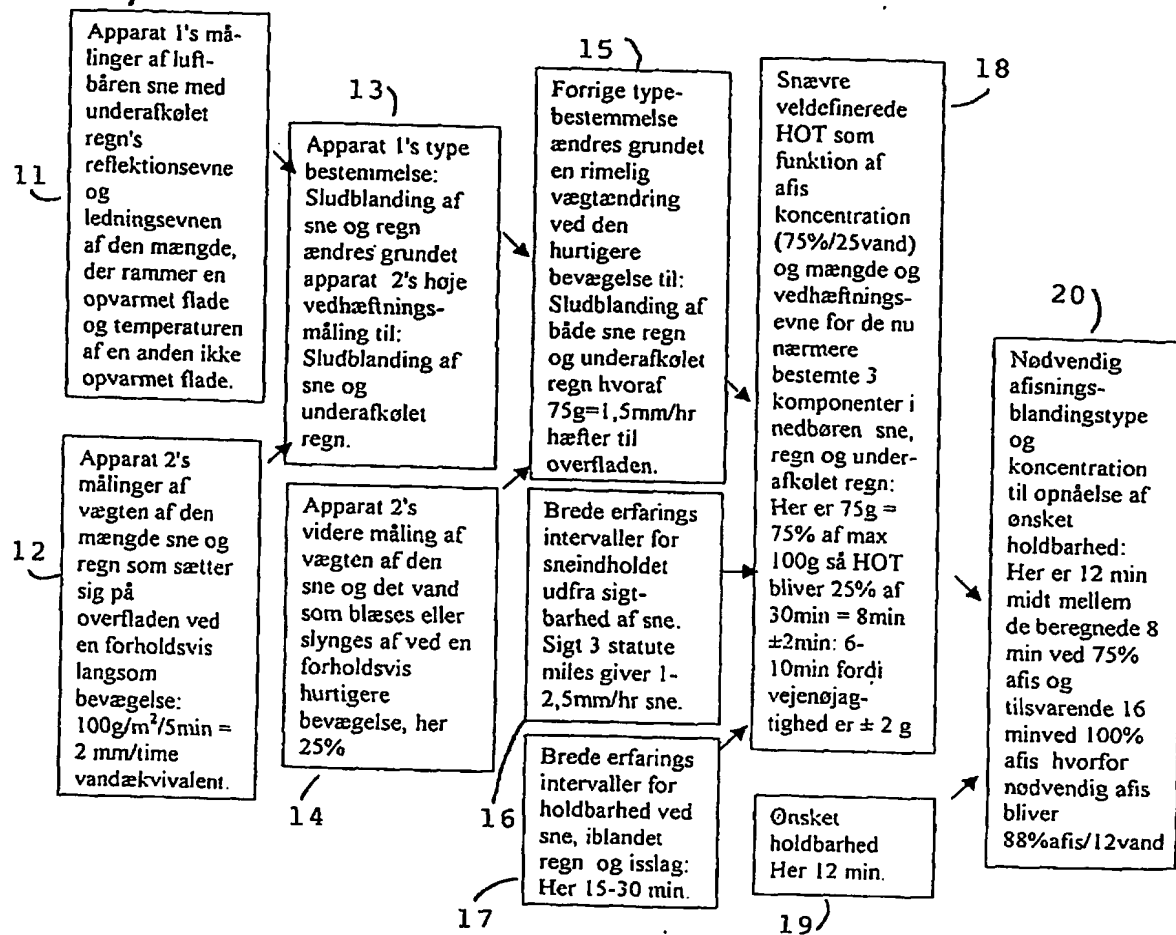 11
Apparat 1's må-
linger af luft-
båren sne med
underafkølet
regn's
reflektionsevne
og
ledningsevnen
af den mængde,
der rammer en
opvarmet flade
og temperaturen
af en anden ikke
opvarmet flade.
12
Apparat 2's
målinger af
vægten af den
mængde sne og
regn som sætter
sig på
overfladen ved
en forholdsvis
langsom
bevægelse:
100g/m²/5min =
2 mm/time
vandækvivalent.
13
Apparat 1's type
bestemmelse:
Sludblanding af
sne og regn
ændres grundet
apparat 2's høje
vedhæftnings-
måling til:
Sludblanding af
sne og
underafkølet
regn.
Apparat 2's
videre måling af
vægten af den
sne og det vand
som blæses eller
slynges af ved en
forholdsvis
hurtigere
bevægelse, her
25%
14
15
Forrige type-
bestemmelse
ændres grundet
en rimelig
vægtændring
ved den
hurtigere
bevægelse til:
Sludblanding af
både sne regn
og underafkølet
regn hvoraf
75g=1,5mm/hr
hæfter til
overfladen.
Brede erfarings
intervaller for
sneindholdet
udfra sigt-
barhed af sne.
Sigt 3 statute
miles giver 1-
2,5mm/hr sne.
16
Brede erfarings
intervaller for
holdbarhed ved
sne, iblandet
regn og isslag:
Her 15-30 min.
17
18
Snævre
veldefinerede
HOT som
funktion af
afis
koncentration
(75%/25vand)
og mængde og
vedhæftnings-
evne for de nu
nærmere
bestemte 3
komponenter i
nedbøren sne,
regn og under-
afkølet regn:
Her er 75g =
75% af max
100g så HOT
bliver 25% af
30min = 8min
±2min: 6-
10min fordi
vejenøjag-
tighed er ± 2 g
Ønsket
holdbarhed
Her 12 min.
19
20
Nødvendig
afisnings-
blandingstype
og
koncentration
til opnåelse af
ønsket
holdbarhed:
Her er 12 min
midt mellem
de beregnede 8
min ved 75%
afis og
tilsvarende 16
minved 100%
afis hvorfor
nødvendig afis
bliver
88%afis/12vand